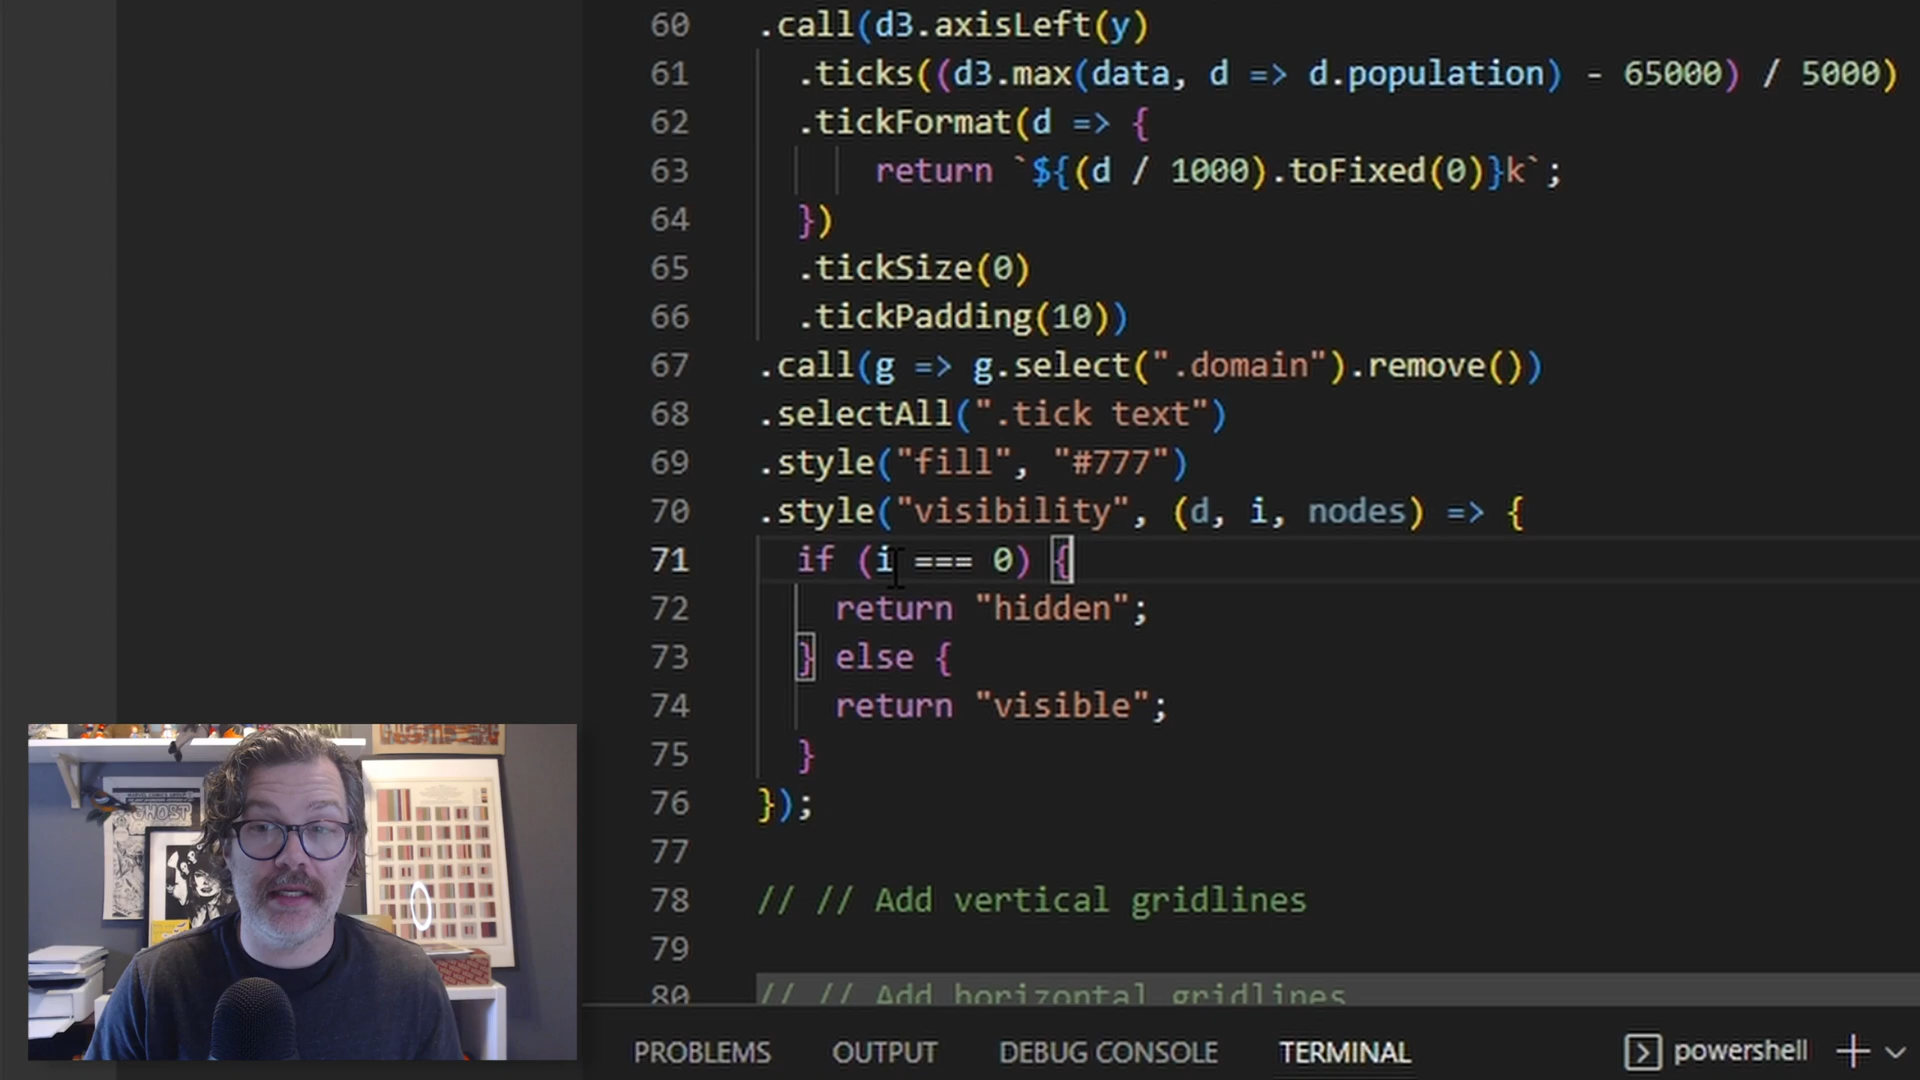 60 .call(d3.axisLeft(y)
61 .ticks((d3.max(data, d => d.population) - 65000) / 5000)
62 .tickFormat(d => {
63 return `${(d / 1000).toFixed(0)}k`;
64 })
65 .tickSize(0)
66 .tickPadding(10))
67 .call(g => g.select(".domain").remove())
68 .selectAll(".tick text")
69 .style("fill", "#777")
70 .style("visibility", (d, i, nodes) => {
71 if (i === 0) {
72 return "hidden";
73 } else {
74 return "visible";
75 }
76 });
77
78 // // Add vertical gridlines
79
80 // // Add horizontal gridlines
PROBLEMS OUTPUT DEBUG CONSOLE TERMINAL powershell
GHOST